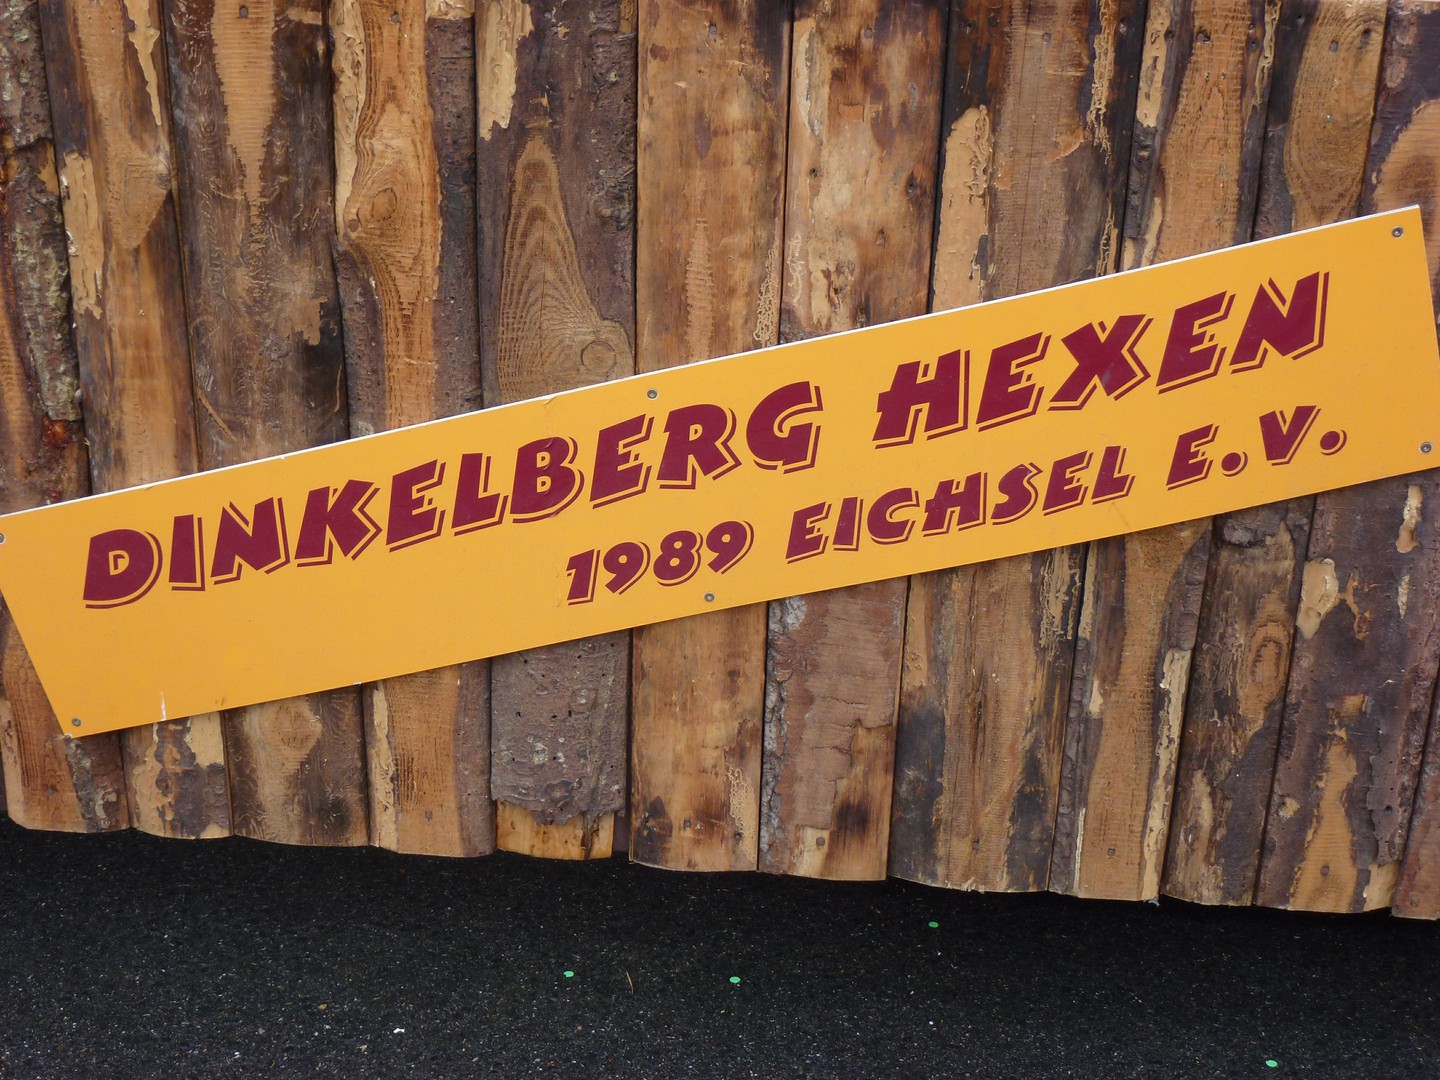 DINKELBERG HEXEN
1989 EICHSEL E.V.